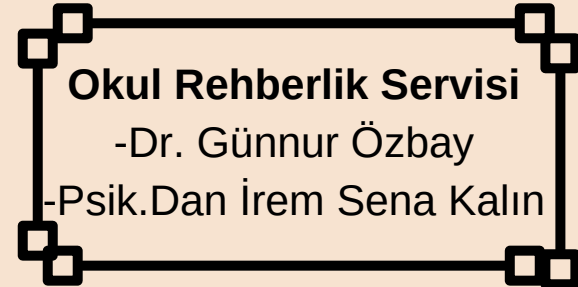 Okul Rehberlik Servisi
-Dr. Günnur Özbay
-Psik.Dan İrem Sena Kalın